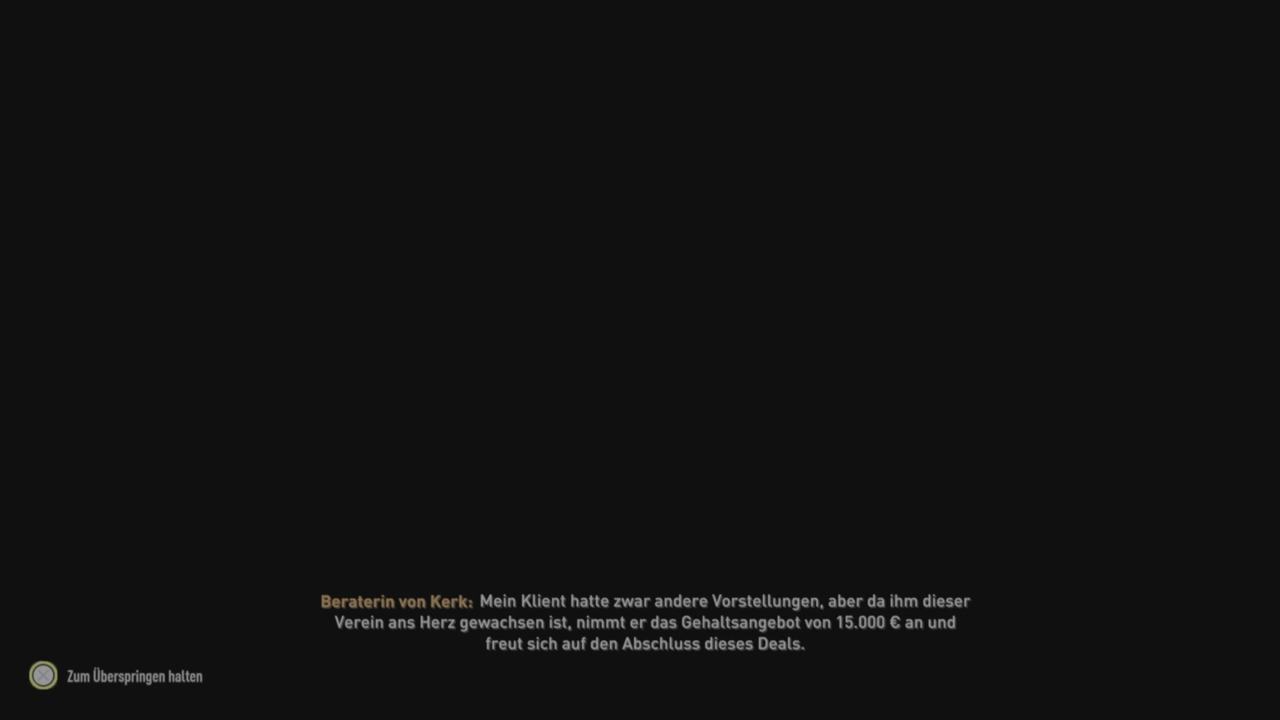 Beraterin von Kerk: Mein Klient hatte zwar andere Vorstellungen, aber da ihm dieser
Verein ans Herz gewachsen ist, nimmt er das Gehaltsangebot von 15.000 € an und
freut sich auf den Abschluss dieses Deals.
Zum Überspringen halten